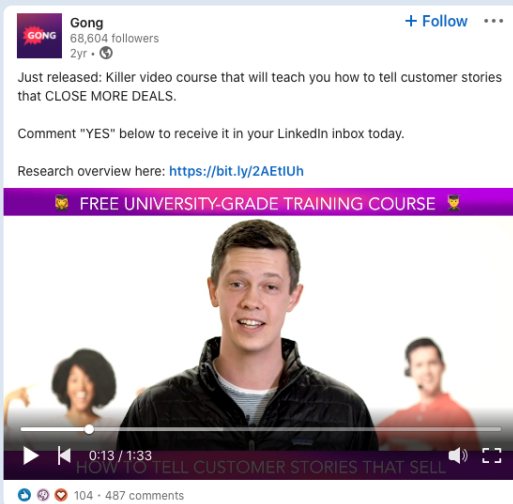 GONG
Gong
68,604 followers
2yr •
+ Follow
Just released: Killer video course that will teach you how to tell customer stories
that CLOSE MORE DEALS.
Comment "YES" below to receive it in your LinkedIn inbox today.
Research overview here: https://bit.ly/2AEtIUh
FREE UNIVERSITY-GRADE TRAINING COURSE
0:13 / 1:33
HOW TO TELL CUSTOMER STORIES THAT SELL
104 · 487 comments